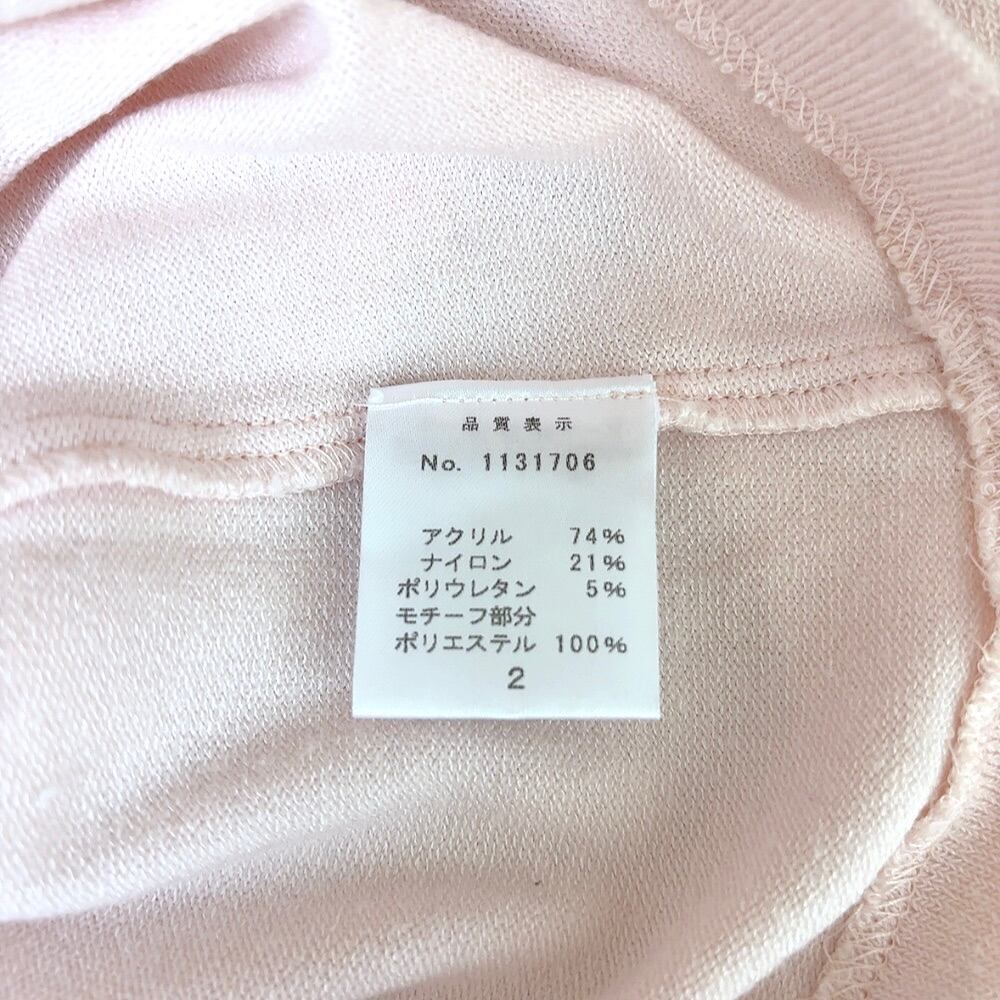 品質表示
No. 1131706
アクリル 74%
ナイロン 21%
ポリウレタン 5%
モチーフ部分
ポリエステル 100%
2